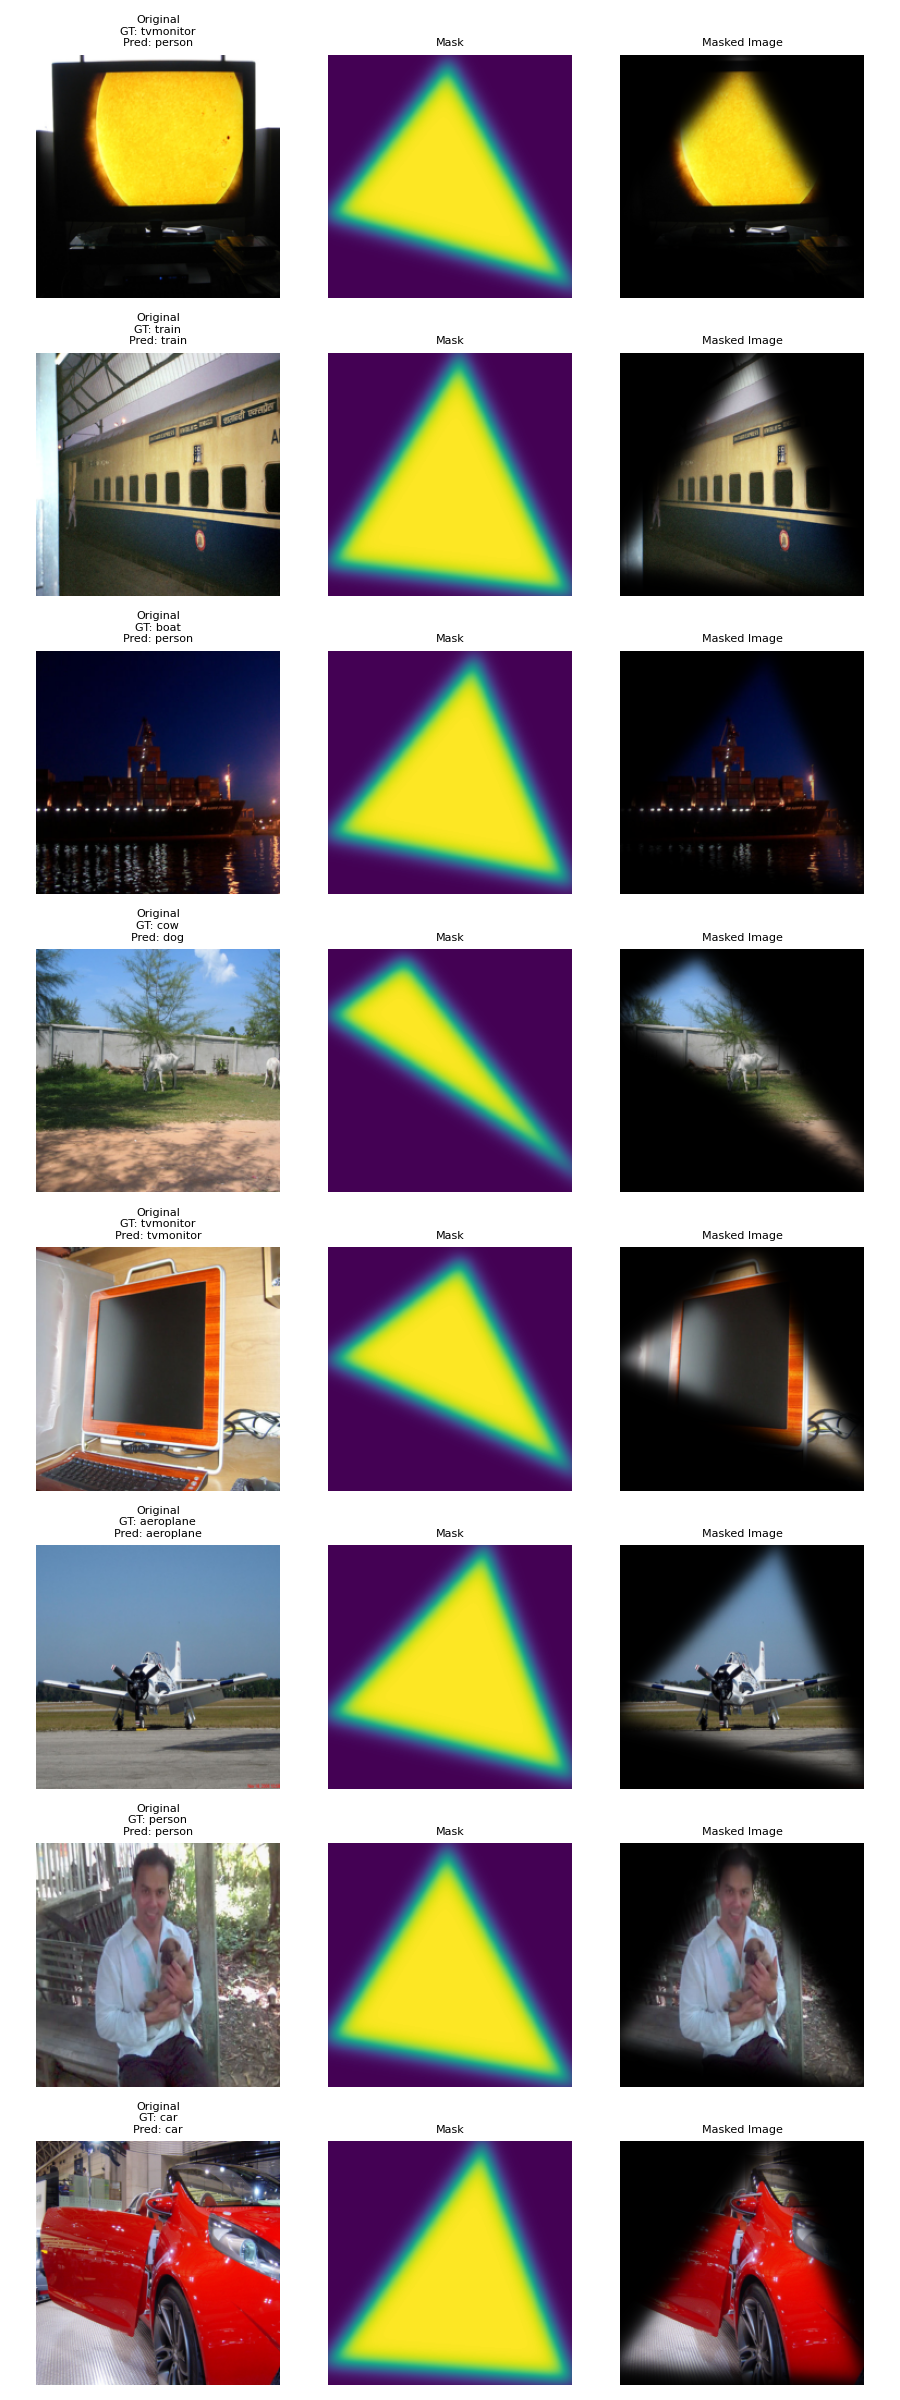 Original
GT: tvmonitor
Pred: person
Mask
Masked Image
Original
GT: train
Pred: train
Mask
Masked Image
Original
GT: boat
Pred: person
Mask
Masked Image
Original
GT: cow
Pred: dog
Mask
Masked Image
Original
GT: tvmonitor
Pred: tvmonitor
Mask
Masked Image
Original
GT: aeroplane
Pred: aeroplane
Mask
Masked Image
Original
GT: person
Pred: person
Mask
Masked Image
Original
GT: car
Pred: car
Mask
Masked Image